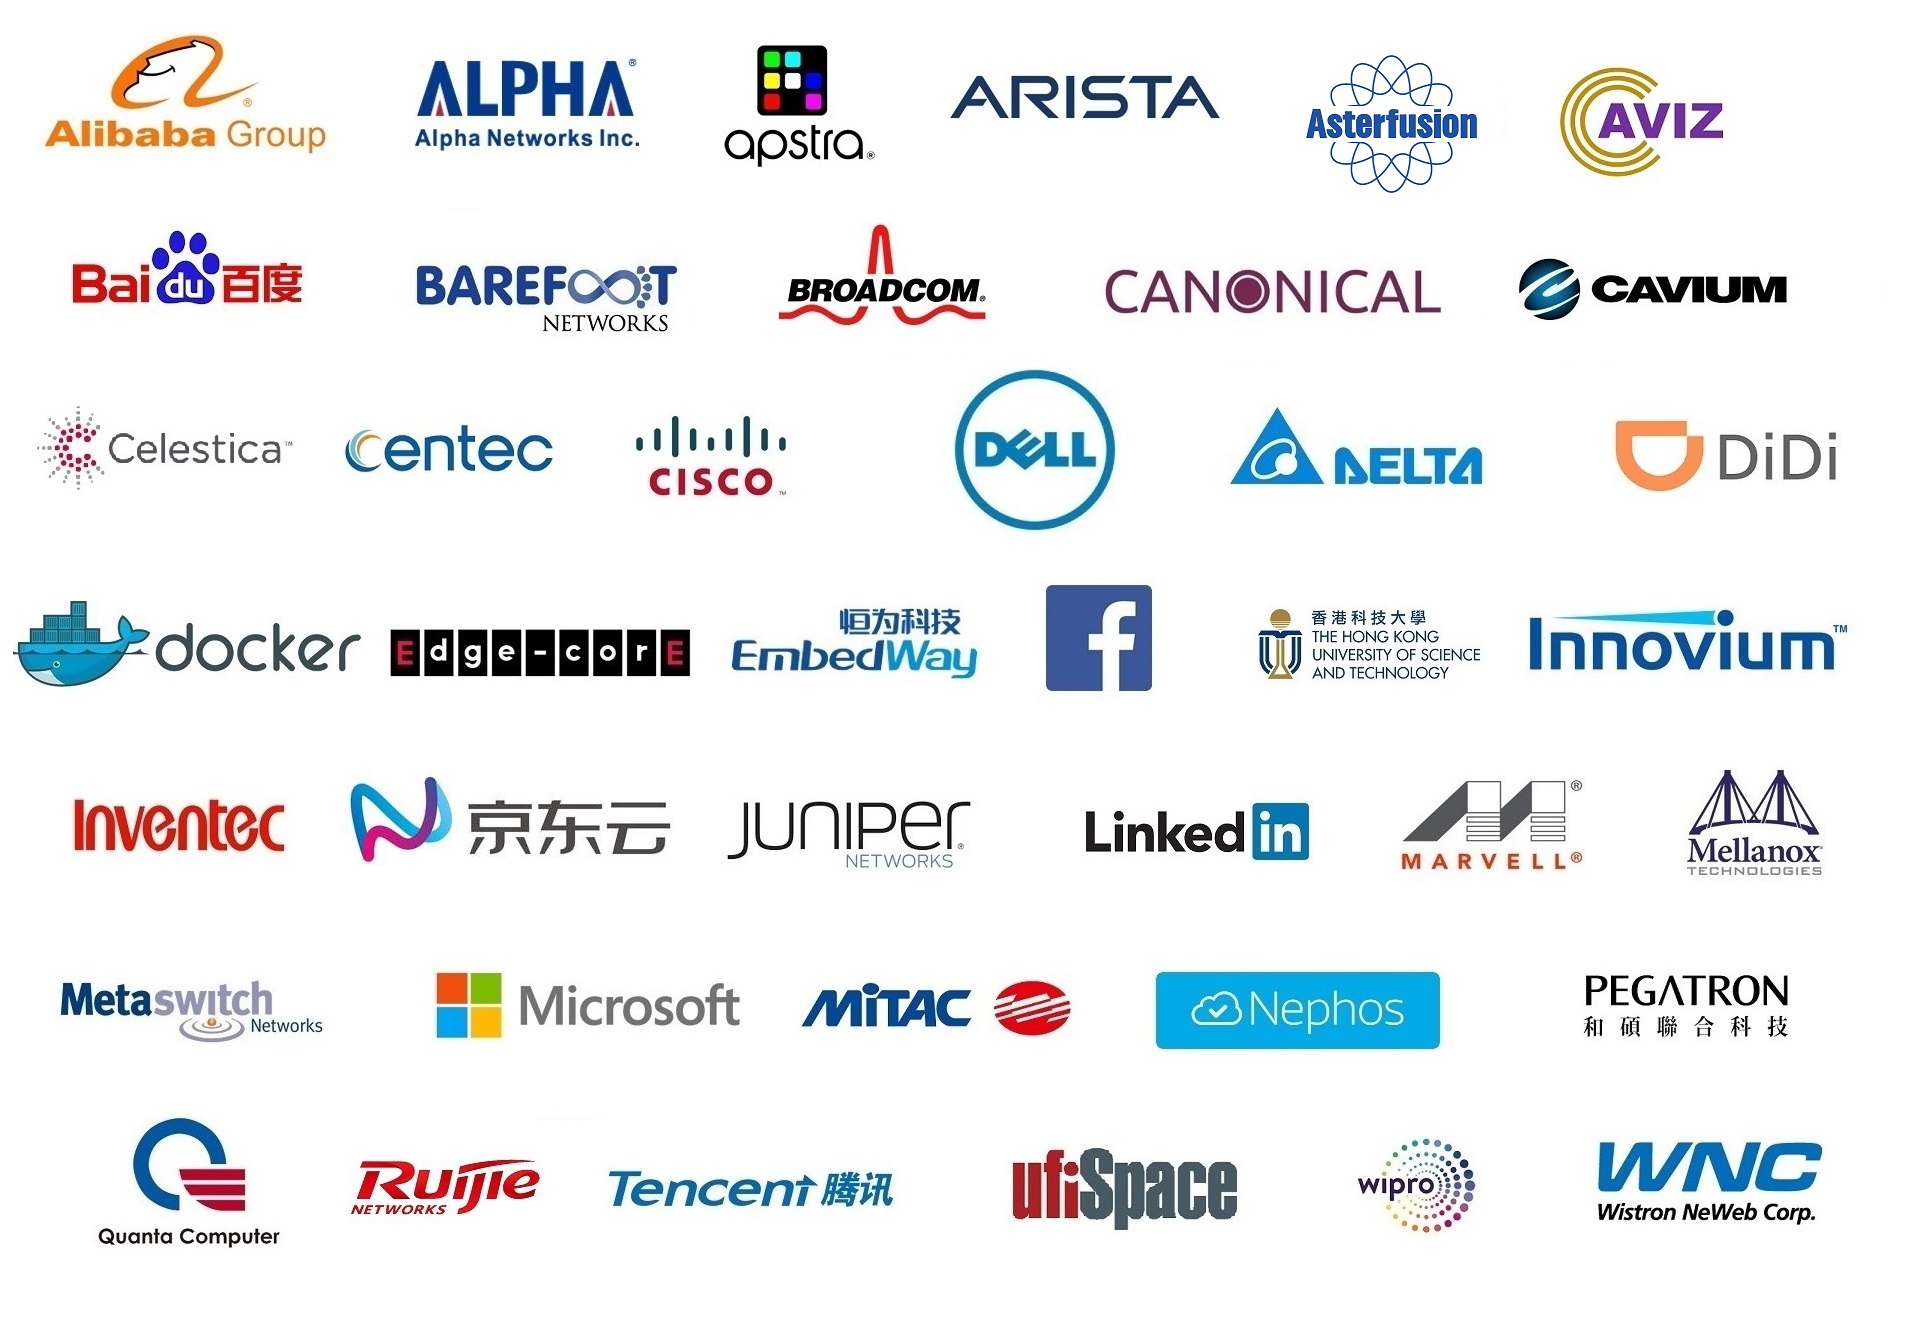 Alibaba Group ®
ALPHA ®
Alpha Networks Inc.
apstra ®
ARISTA
Asterfusion
AVIZ
Bai du 百度
BAREFOOT
NETWORKS
BROADCOM ®
CANONICAL
CAVIUM
Celestica ™
Centec
CISCO ™
DELL
DELTA
DiDi
docker
Edge-corE
恒为科技
EmbedWay
f
香港科技大學
THE HONG KONG
UNIVERSITY OF SCIENCE
AND TECHNOLOGY
Innovium ™
Inventec
京东云
JUNIPER ®
NETWORKS
Linked in
M ®
MARVELL ®
Mellanox
TECHNOLOGIES
Metaswitch
Networks
Microsoft
MiTAC
Nephos
PEGATRON
和碩聯合科技
Quanta Computer
Ruijie
NETWORKS
Tencent 腾讯
ufiSpace
wipro
WNC
Wistron NeWeb Corp.